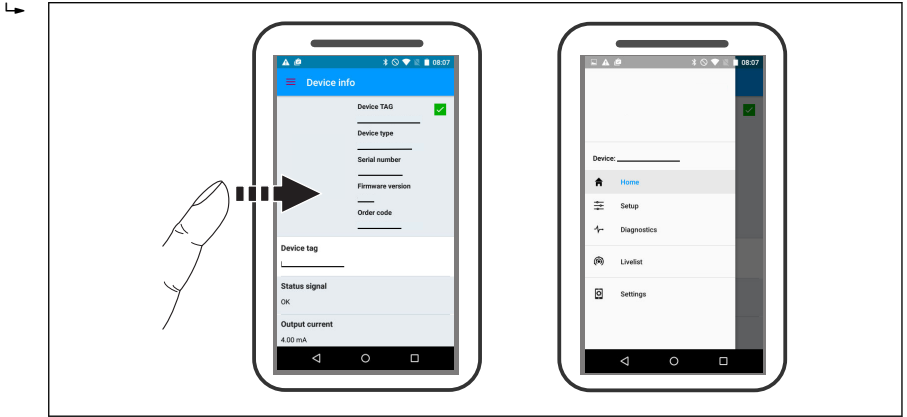 08:07
Device info
Device TAG
Device type
Serial number
Firmware version
Order code
Device tag
Status signal
OK
Output current
4.00 mA
08:07
Device:
Home
Setup
Diagnostics
Livelist
Settings